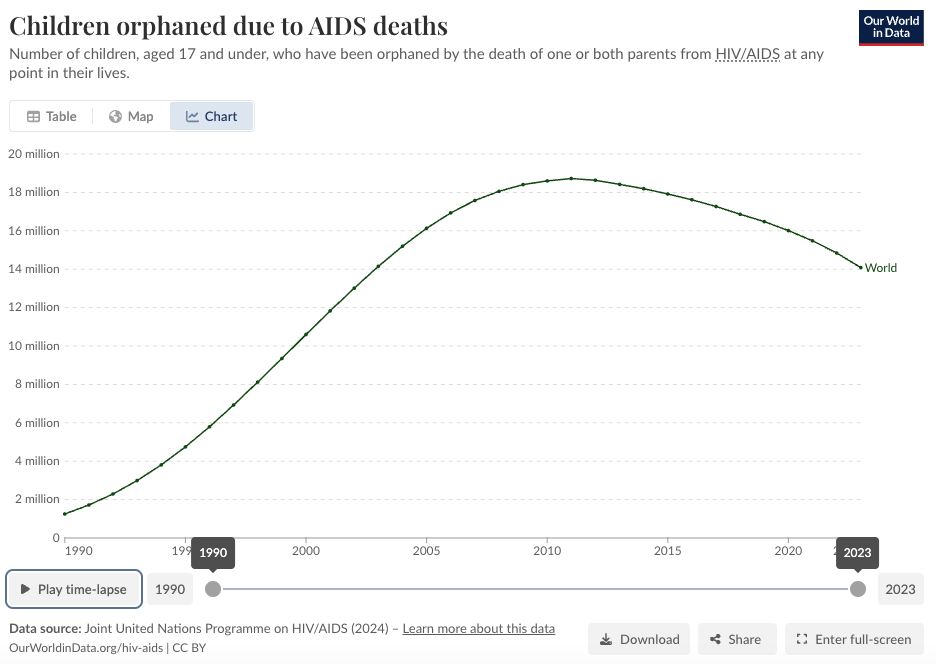 Children orphaned due to AIDS deaths
Our World
in Data
Number of children, aged 17 and under, who have been orphaned by the death of one or both parents from HIV/AIDS at any
point in their lives.
Table
Map
Chart
20 million
18 million
16 million
14 million
World
12 million
10 million
8 million
6 million
4 million
2 million
0
1990
2000
2005
2010
2015
2020
1990
2023
Play time-lapse
1990
2023
Data source: Joint United Nations Programme on HIV/AIDS (2024) – Learn more about this data
OurWorldinData.org/hiv-aids | CC BY
Download
Share
Enter full-screen